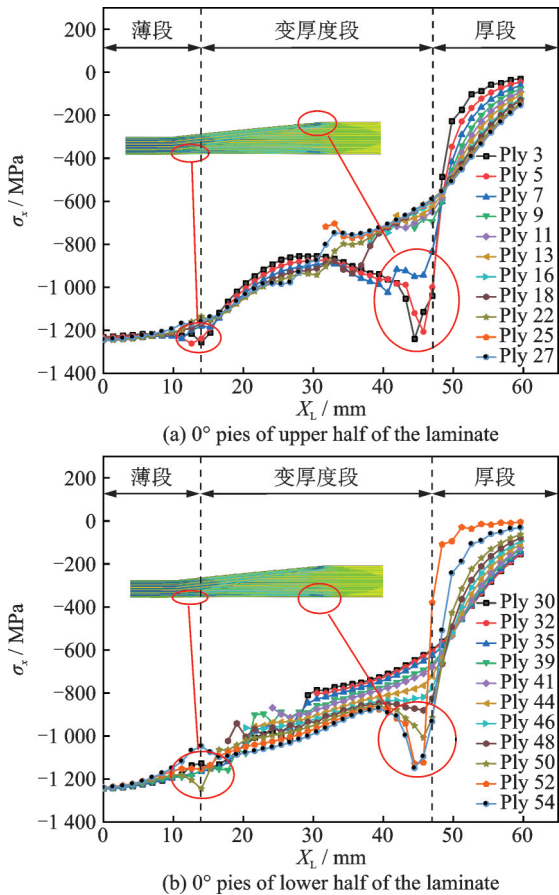 薄段 变厚度段 厚段
200
0
−200
−400
−600
−800
−1 000
−1 200
−1 400
σx / MPa
Ply 3
Ply 5
Ply 7
Ply 9
Ply 11
Ply 13
Ply 16
Ply 18
Ply 22
Ply 25
Ply 27
0 10 20 30 40 50 60
XL / mm
(a) 0° pies of upper half of the laminate
薄段 变厚度段 厚段
200
0
−200
−400
−600
−800
−1 000
−1 200
−1 400
σx / MPa
Ply 30
Ply 32
Ply 35
Ply 39
Ply 41
Ply 44
Ply 46
Ply 48
Ply 50
Ply 52
Ply 54
0 10 20 30 40 50 60
XL / mm
(b) 0° pies of lower half of the laminate